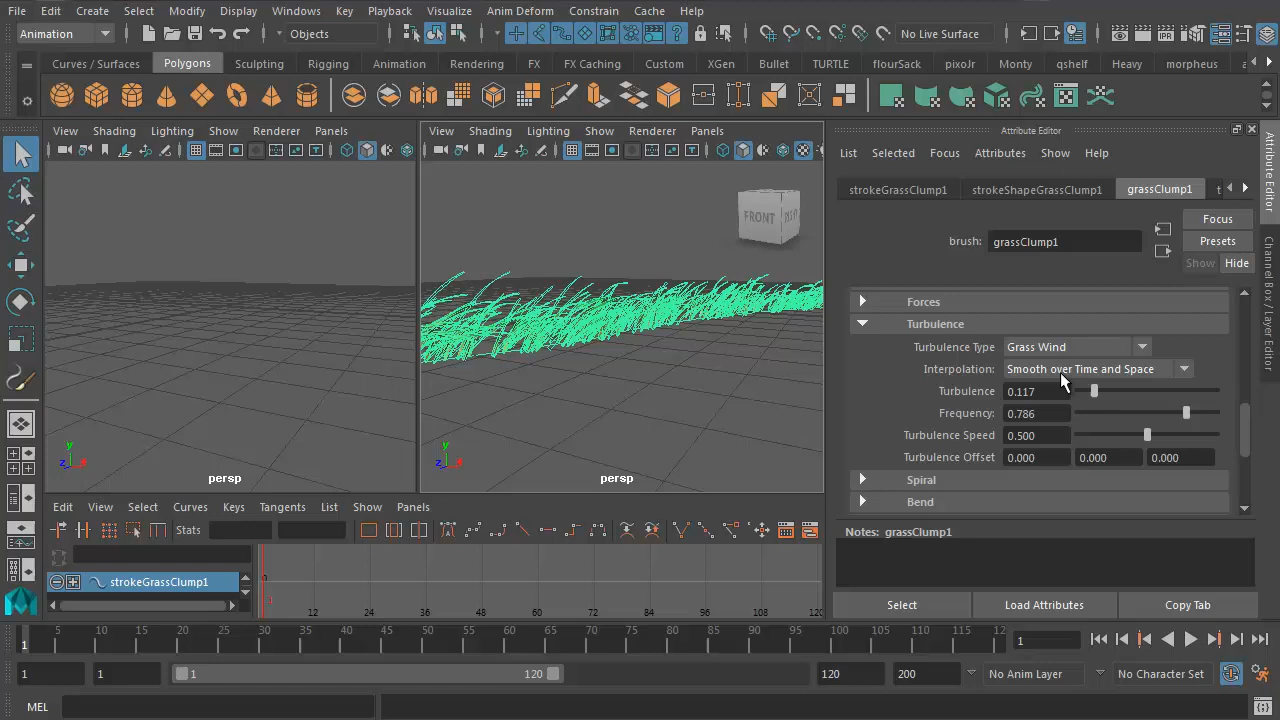 File Edit Create Select Modify Display Windows Key Playback Visualize Anim Deform Constrain Cache Help
Animation Objects No Live Surface
Curves / Surfaces Polygons Sculpting Rigging Animation Rendering FX FX Caching Custom XGen Bullet TURTLE flourSack pixoJr Monty qshelf Heavy morpheus
View Shading Lighting Show Renderer Panels
View Shading Lighting Show Renderer Panels
FRONT
persp
persp
y
z
x
y
z
x
Attribute Editor
List Selected Focus Attributes Show Help
strokeGrassClump1 strokeShapeGrassClump1 grassClump1 t
Focus
brush: grassClump1 Presets
Show Hide
Forces
Turbulence
Turbulence Type Grass Wind
Interpolation: Smooth over Time and Space
Turbulence 0.117
Frequency: 0.786
Turbulence Speed 0.500
Turbulence Offset 0.000 0.000 0.000
Spiral
Bend
Notes: grassClump1
Select Load Attributes Copy Tab
Attribute Editor
Channel Box / Layer Editor
Edit View Select Curves Keys Tangents List Show Panels
Stats
strokeGrassClump1
0
1
12 24 36 48 60 72 84 96 108 120
1 5 10 15 20 25 30 35 40 45 50 55 60 65 70 75 80 85 90 95 100 105 110 115 12
1
1 1 1 120 120 200 No Anim Layer No Character Set
MEL